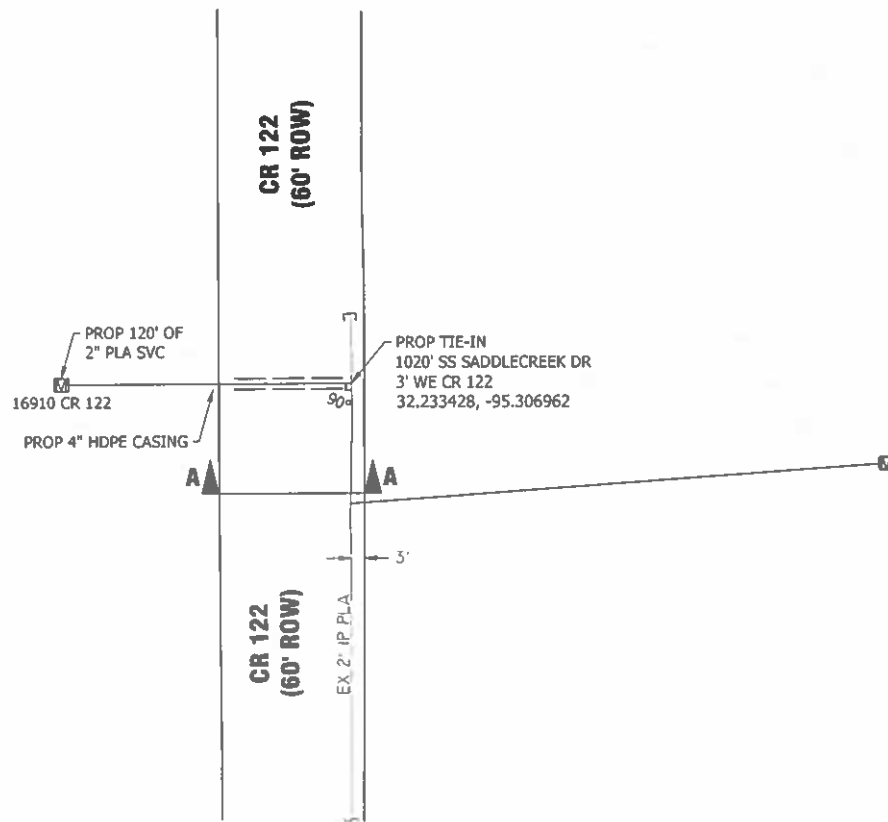 CR 122
(60' ROW)
PROP 120' OF
2" PLA SVC
PROP TIE-IN
1020' SS SADDLECREEK DR
3' WE CR 122
32.233428, -95.306962
M
16910 CR 122
90°
PROP 4" HDPE CASING
A
A
3'
EX 2" IP PLA
CR 122
(60' ROW)